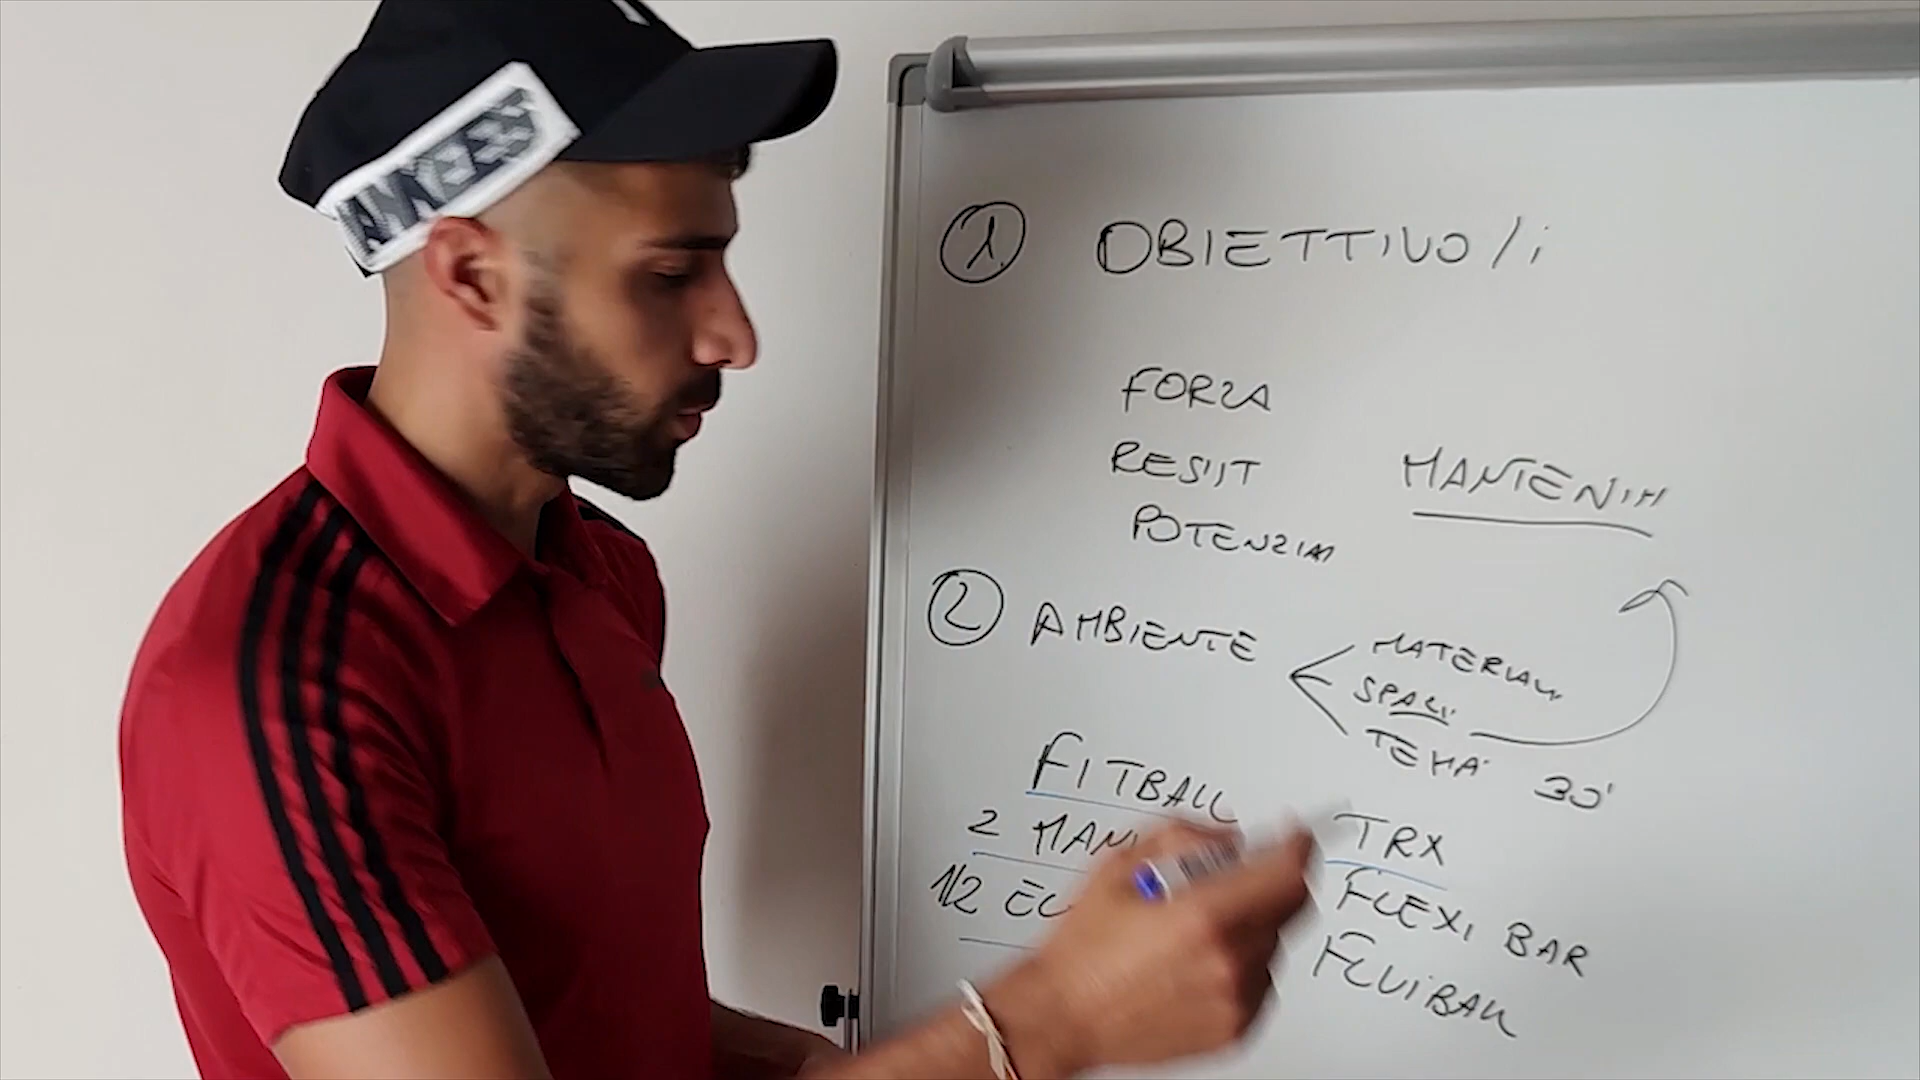 1. OBIETTIVO/i
FORZA
RESIST
POTENZIAM
MANTENIM
2 AMBIENTE
MATERIALI
SPAZI
TEMPI 30'
FITBALL
2 MANU
1/2
TRX
FLEXI BAR
FLUIBALL